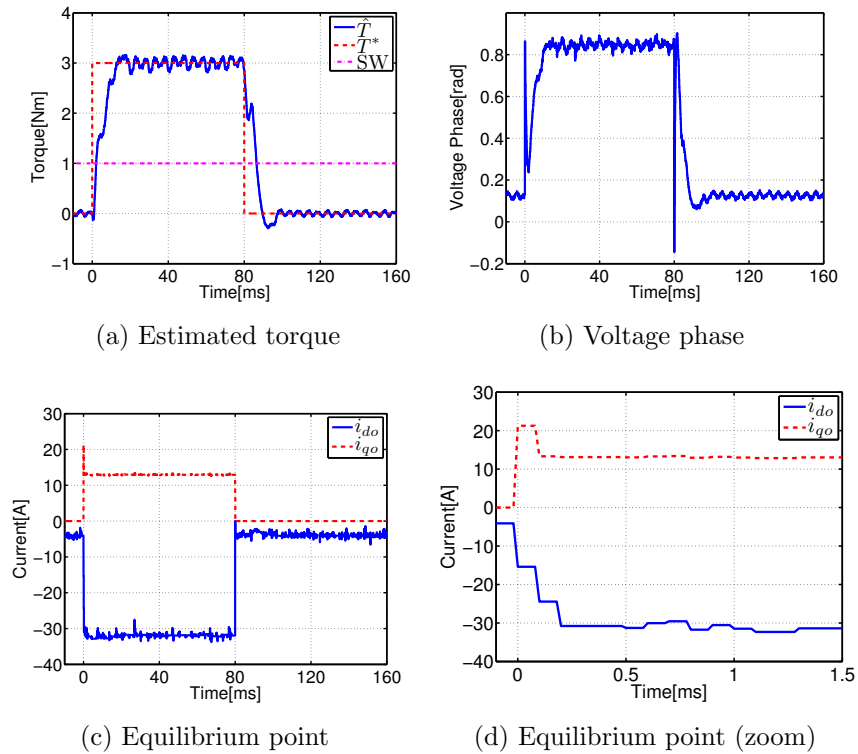 4
3
2
1
0
−1
Torque[Nm]
0 40 80 120 160
Time[ms]
T̂
T*
SW
(a) Estimated torque
0.8
0.6
0.4
0.2
0
−0.2
Voltage Phase[rad]
0 40 80 120 160
Time[ms]
(b) Voltage phase
30
20
10
0
−10
−20
−30
−40
Current[A]
0 40 80 120 160
Time[ms]
i_do
i_qo
(c) Equilibrium point
30
20
10
0
−10
−20
−30
−40
Current[A]
0 0.5 1 1.5
Time[ms]
i_do
i_qo
(d) Equilibrium point (zoom)